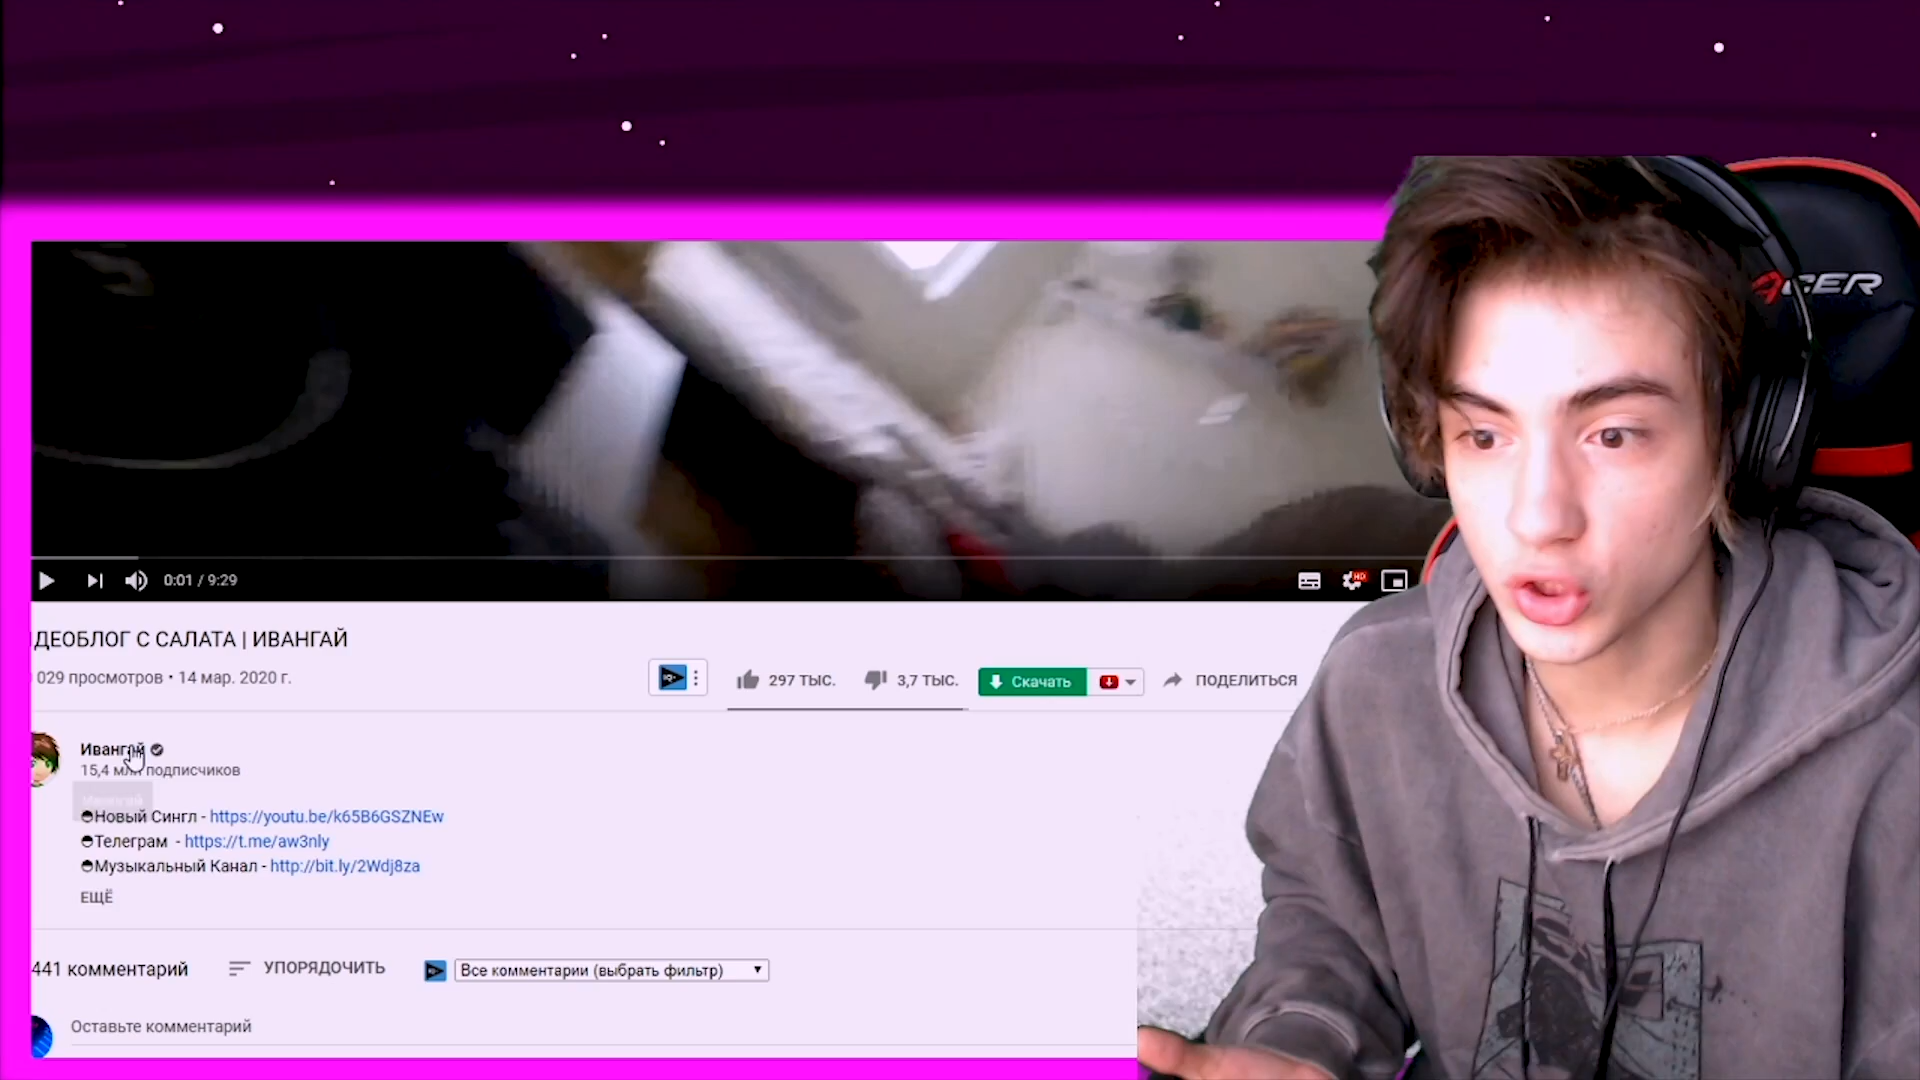 ACER
0:01 / 9:29
HD
ДЕОБЛОГ С САЛАТА | ИВАНГАЙ
029 просмотров • 14 мар. 2020 г.
297 ТЫС.
3,7 ТЫС.
Скачать
ПОДЕЛИТЬСЯ
Ивангай
15,4 млн подписчиков
Новый Сингл - https://youtu.be/k65B6GSZNEw
Телеграм - https://t.me/aw3nly
Музыкальный Канал - http://bit.ly/2Wdj8za
ЕЩЁ
441 комментарий
УПОРЯДОЧИТЬ
Все комментарии (выбрать фильтр)
Оставьте комментарий